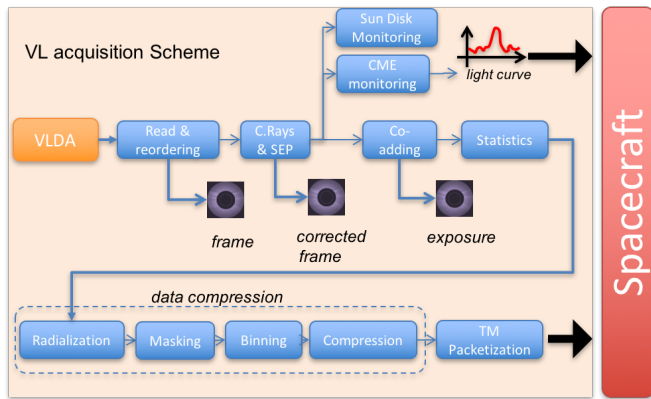 VL acquisition Scheme
Sun Disk
Monitoring
CME
monitoring
light curve
VLDA
Read &
reordering
C.Rays
& SEP
Co-
adding
Statistics
frame
corrected
frame
exposure
data compression
Radialization
Masking
Binning
Compression
TM
Packetization
Spacecraft